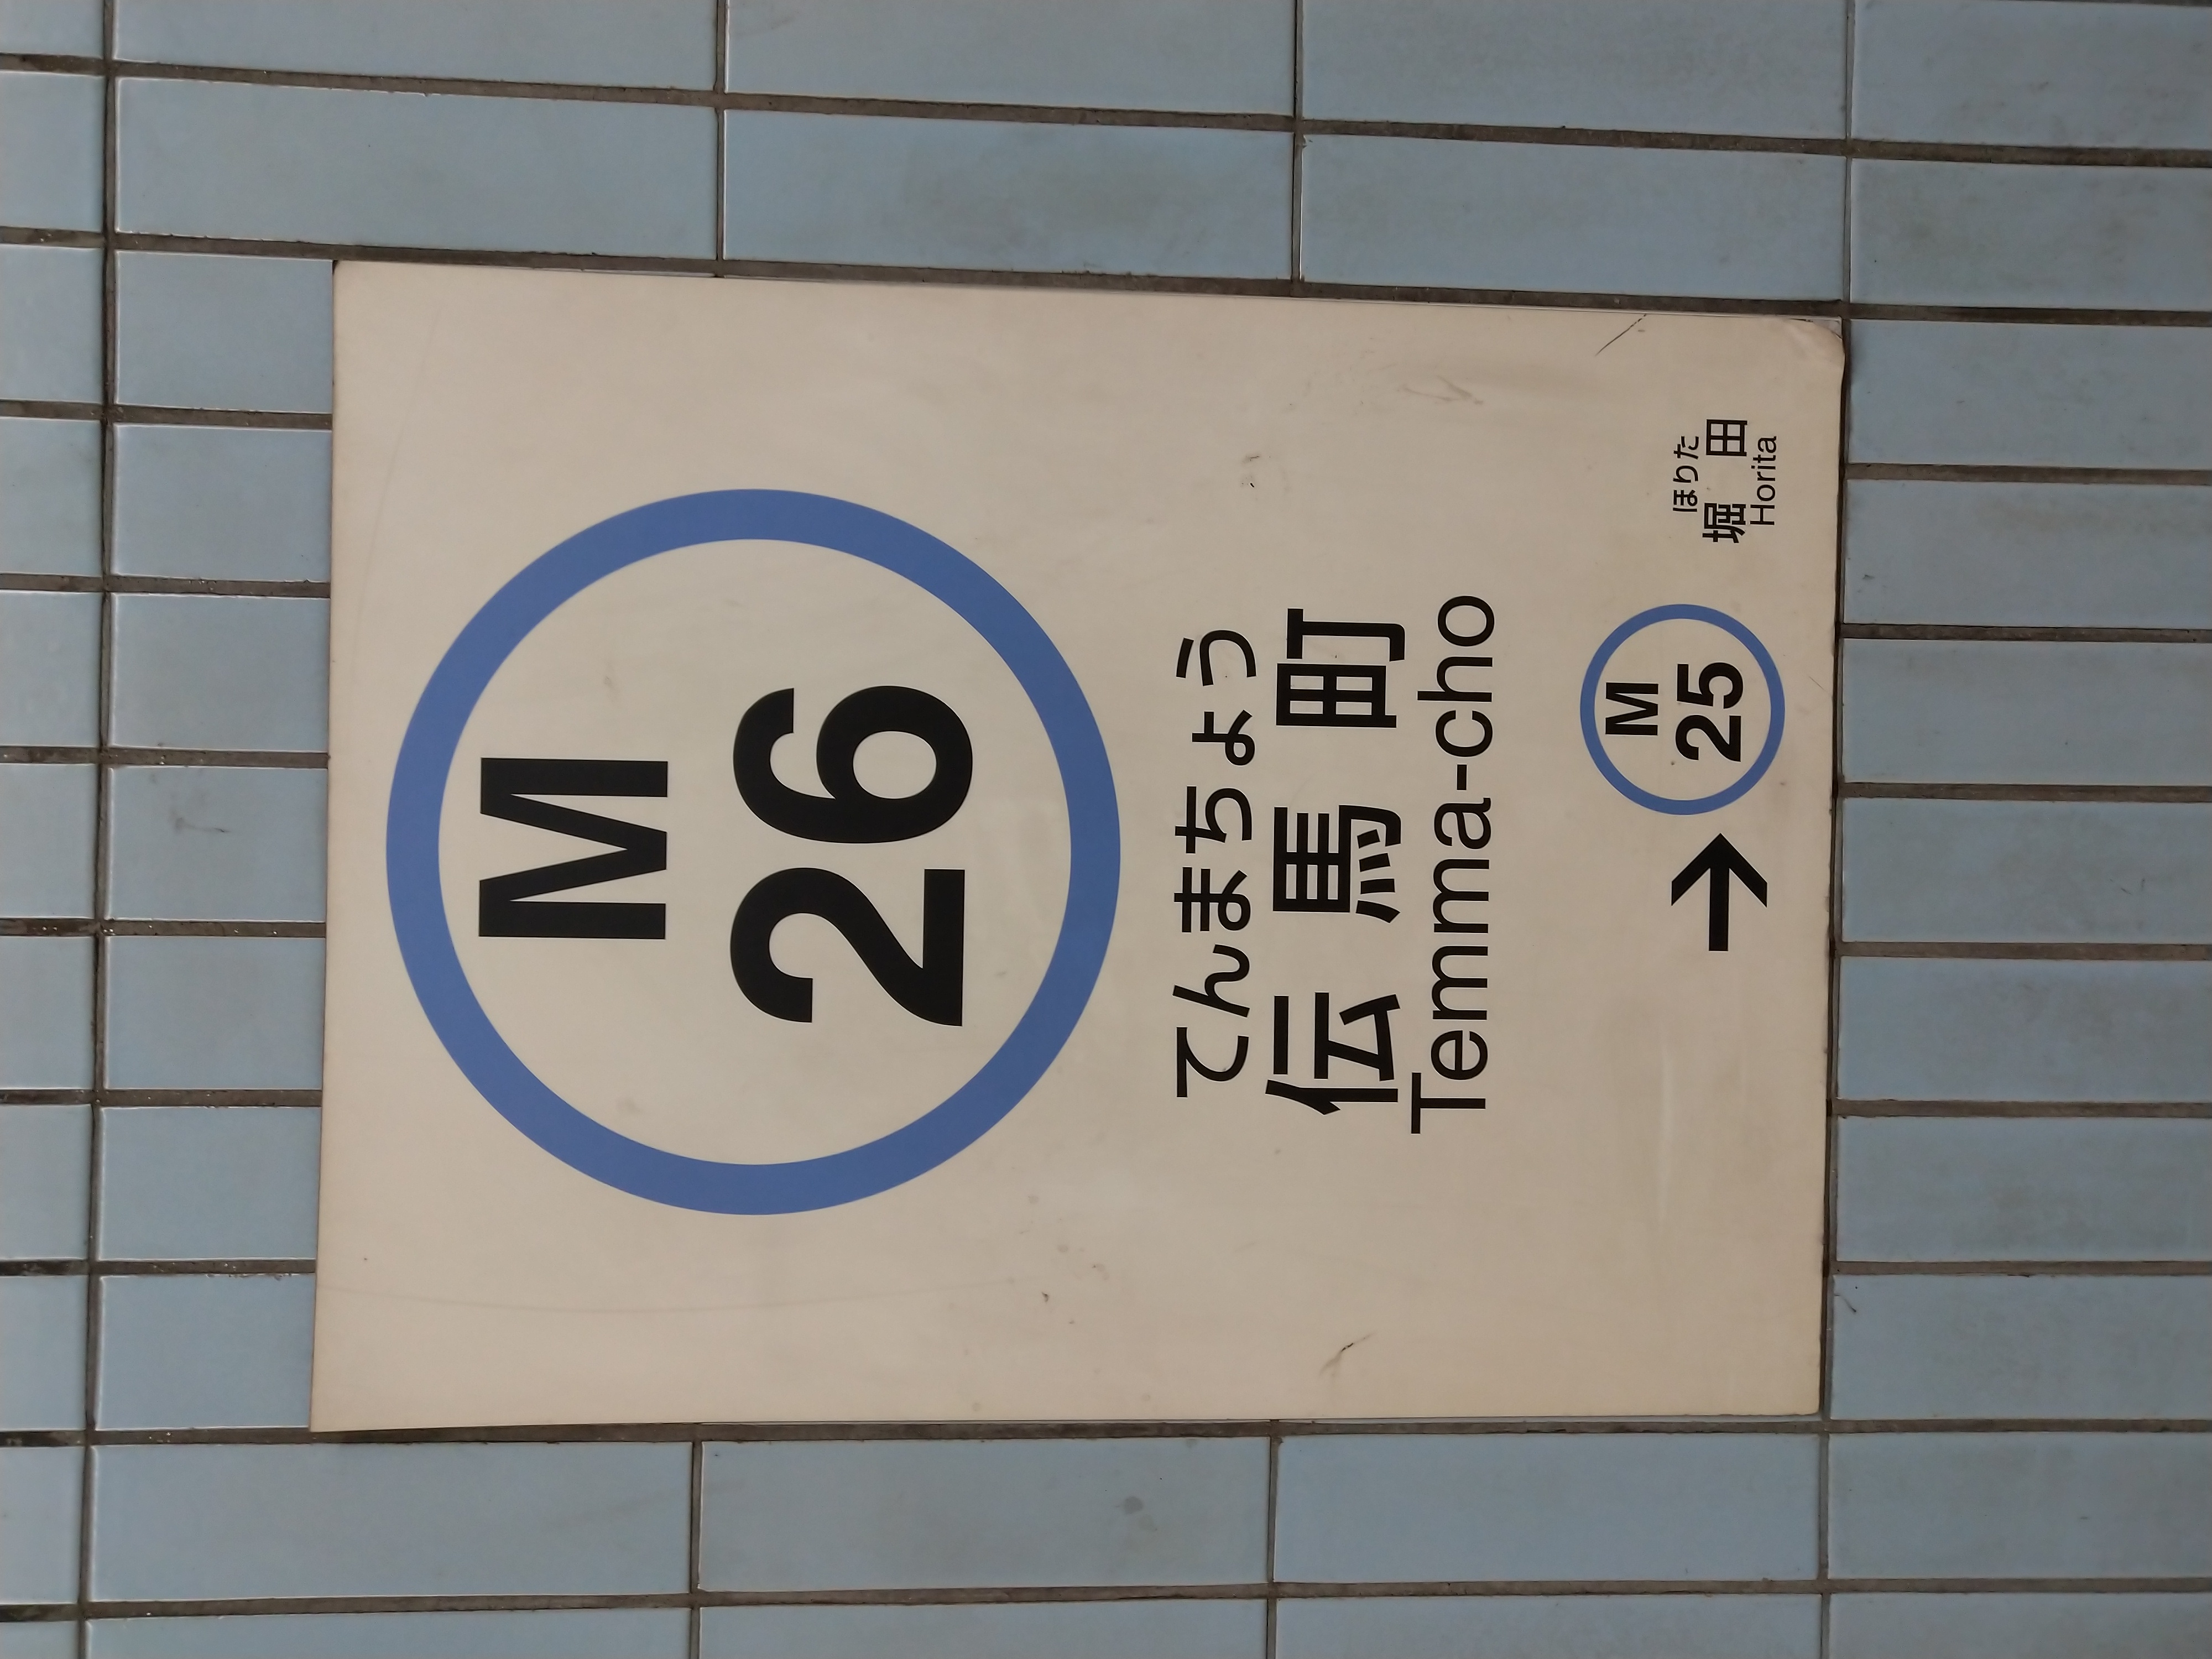 M
26
てんまちょう
伝馬町
Temma-cho
→
M
25
ほりた
堀田
Horita